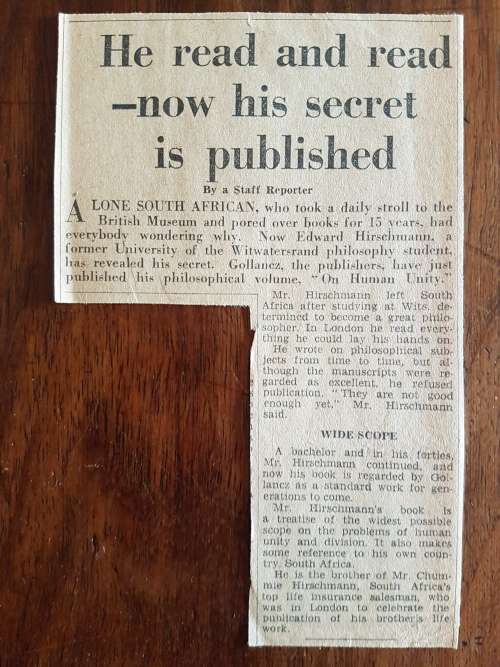 He read and read
—now his secret
is published
By a Staff Reporter
A LONE SOUTH AFRICAN, who took a daily stroll to the
British Museum and pored over books for 15 years, had
everybody wondering why. Now Edward Hirschmann, a
former University of the Witwatersrand philosophy student,
has revealed his secret. Gollancz, the publishers, have just
published his philosophical volume, "On Human Unity."
Mr. Hirschmann left South
Africa after studying at Wits. de-
termined to become a great philo-
sopher. In London he read every-
thing he could lay his hands on.
He wrote on philosophical sub-
jects from time to time, but al-
though the manuscripts were re-
garded as excellent, he refused
publication. "They are not good
enough yet," Mr. Hirschmann
said.
WIDE SCOPE
A bachelor and in his forties,
Mr. Hirschmann continued, and
now his book is regarded by Gol-
lancz as a standard work for gen-
erations to come.
Mr. Hirschmann's book is
a treatise of the widest possible
scope on the problems of human
unity and division. It also makes
some reference to his own coun-
try, South Africa.
He is the brother of Mr. Chum-
mie Hirschmann, South Africa's
top life insurance salesman, who
was in London to celebrate the
publication of his brother's life
work.